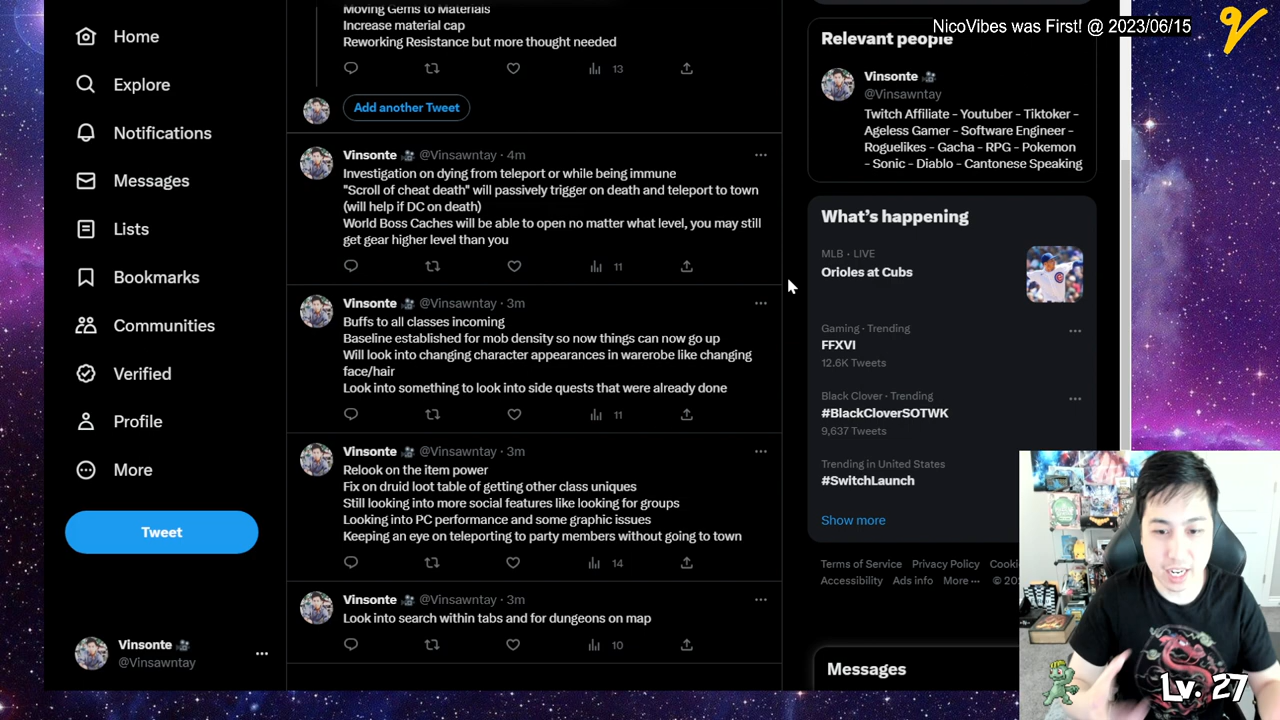 NicoVibes was First! @ 2023/06/15
Home
Explore
Notifications
Messages
Lists
Bookmarks
Communities
Verified
Profile
More
Tweet
Vinsonte
@Vinsawntay
Moving Gems to Materials
Increase material cap
Reworking Resistance but more thought needed
13
Add another Tweet
Vinsonte @Vinsawntay · 4m
Investigation on dying from teleport or while being immune
"Scroll of cheat death" will passively trigger on death and teleport to town
(will help if DC on death)
World Boss Caches will be able to open no matter what level, you may still
get gear higher level than you
11
Vinsonte @Vinsawntay · 3m
Buffs to all classes incoming
Baseline established for mob density so now things can now go up
Will look into changing character appearances in warerobe like changing
face/hair
Look into something to look into side quests that were already done
11
Vinsonte @Vinsawntay · 3m
Relook on the item power
Fix on druid loot table of getting other class uniques
Still looking into more social features like looking for groups
Looking into PC performance and some graphic issues
Keeping an eye on teleporting to party members without going to town
14
Vinsonte @Vinsawntay · 3m
Look into search within tabs and for dungeons on map
10
Relevant people
Vinsonte
@Vinsawntay
Twitch Affiliate - Youtuber - Tiktoker -
Ageless Gamer - Software Engineer -
Roguelikes - Gacha - RPG - Pokemon
- Sonic - Diablo - Cantonese Speaking
What's happening
MLB · LIVE
Orioles at Cubs
Gaming · Trending
FFXVI
12.6K Tweets
Black Clover · Trending
#BlackCloverSOTWK
9,637 Tweets
Trending in United States
#SwitchLaunch
Show more
Terms of Service Privacy Policy
Accessibility Ads info More ···
Messages
Lv. 27